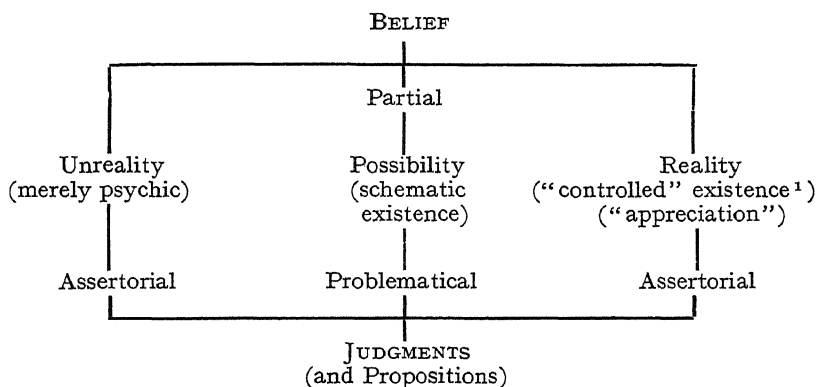 BELIEF
Partial
Unreality Possibility Reality
(merely psychic) (schematic ("controlled" existence¹)
existence) ("appreciation")
Assertorial Problematical Assertorial
JUDGMENTS
(and Propositions)